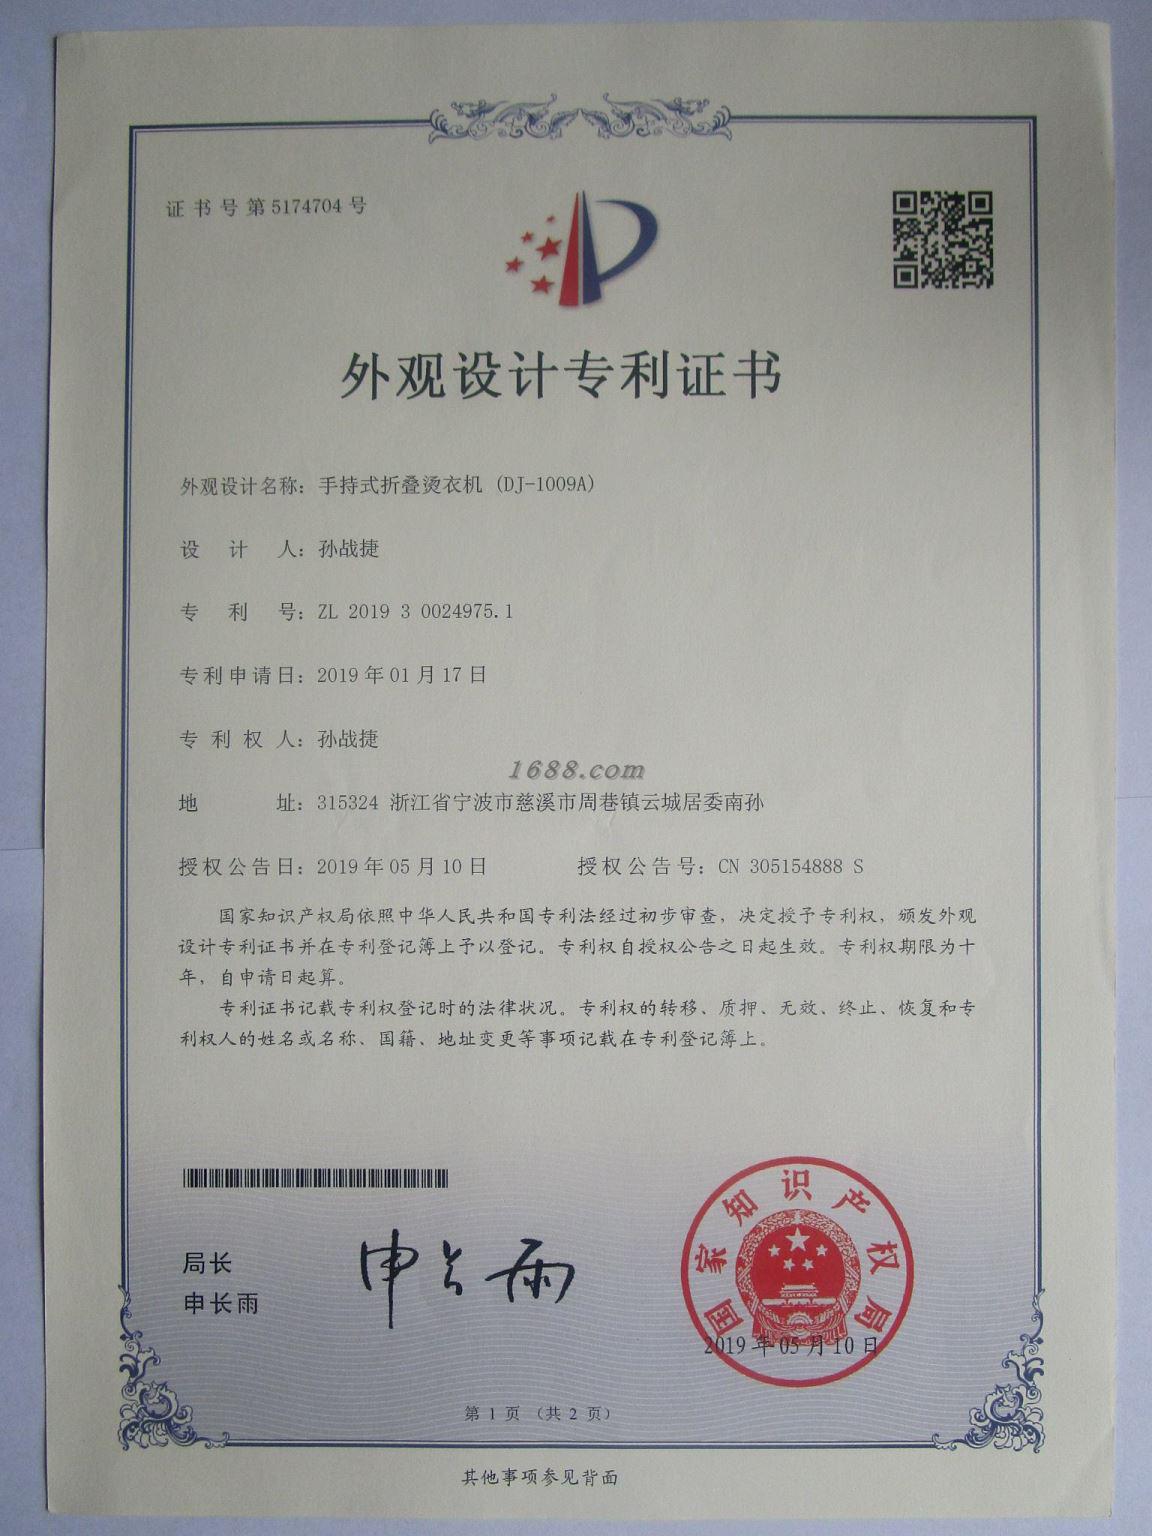 证书号第5174704号
外观设计专利证书
外观设计名称：手持式折叠烫衣机（DJ-1009A）
设计人：孙战捷
专利号：ZL 2019 3 0024975.1
专利申请日：2019年01月17日
专利权人：孙战捷
1688.com
地址：315324 浙江省宁波市慈溪市周巷镇云城居委南孙
授权公告日：2019年05月10日 授权公告号：CN 305154888 S
国家知识产权局依照中华人民共和国专利法经过初步审查，决定授予专利权，颁发外观
设计专利证书并在专利登记簿上予以登记。专利权自授权公告之日起生效。专利权期限为十
年，自申请日起算。
专利证书记载专利权登记时的法律状况。专利权的转移、质押、无效、终止、恢复和专
利权人的姓名或名称、国籍、地址变更等事项记载在专利登记簿上。
局长
申长雨
申长雨
国家知识产权局
2019年05月10日
第 1 页 （共 2 页）
其他事项参见背面